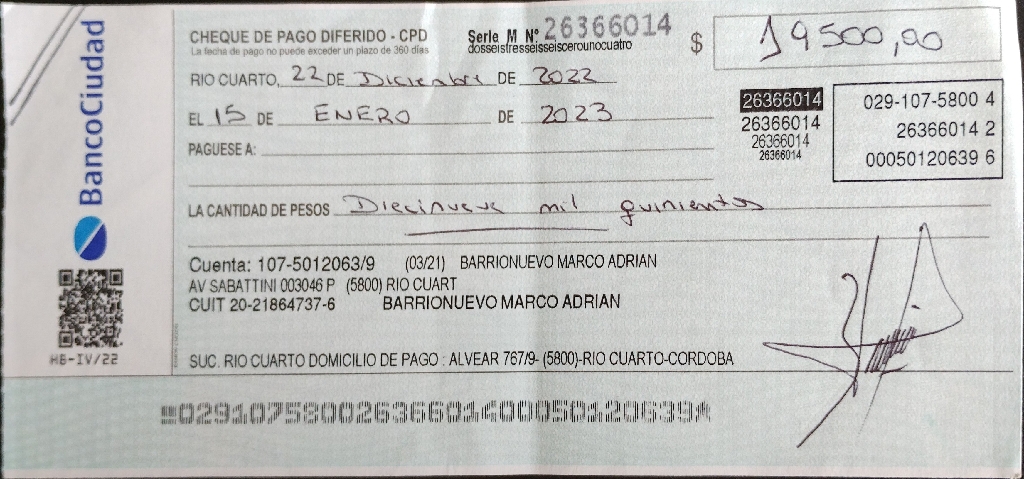 BancoCiudad
H6-IV/22
CHEQUE DE PAGO DIFERIDO - CPD
La fecha de pago no puede exceder un plazo de 360 días
Serie M Nº 26366014
dosseistresseisseiscerounocuatro
$ 19500,00
RIO CUARTO, 22 DE Diciembre DE 2022
EL 15 DE ENERO DE 2023
PAGUESE A:
26366014
26366014
26366014
26366014
029-107-5800 4
26366014 2
00050120639 6
LA CANTIDAD DE PESOS Diecinueve mil quinientos
Cuenta: 107-5012063/9 (03/21) BARRIONUEVO MARCO ADRIAN
AV SABATTINI 003046 P (5800) RIO CUART
CUIT 20-21864737-6 BARRIONUEVO MARCO ADRIAN
SUC. RIO CUARTO DOMICILIO DE PAGO : ALVEAR 767/9- (5800)-RIO CUARTO-CORDOBA